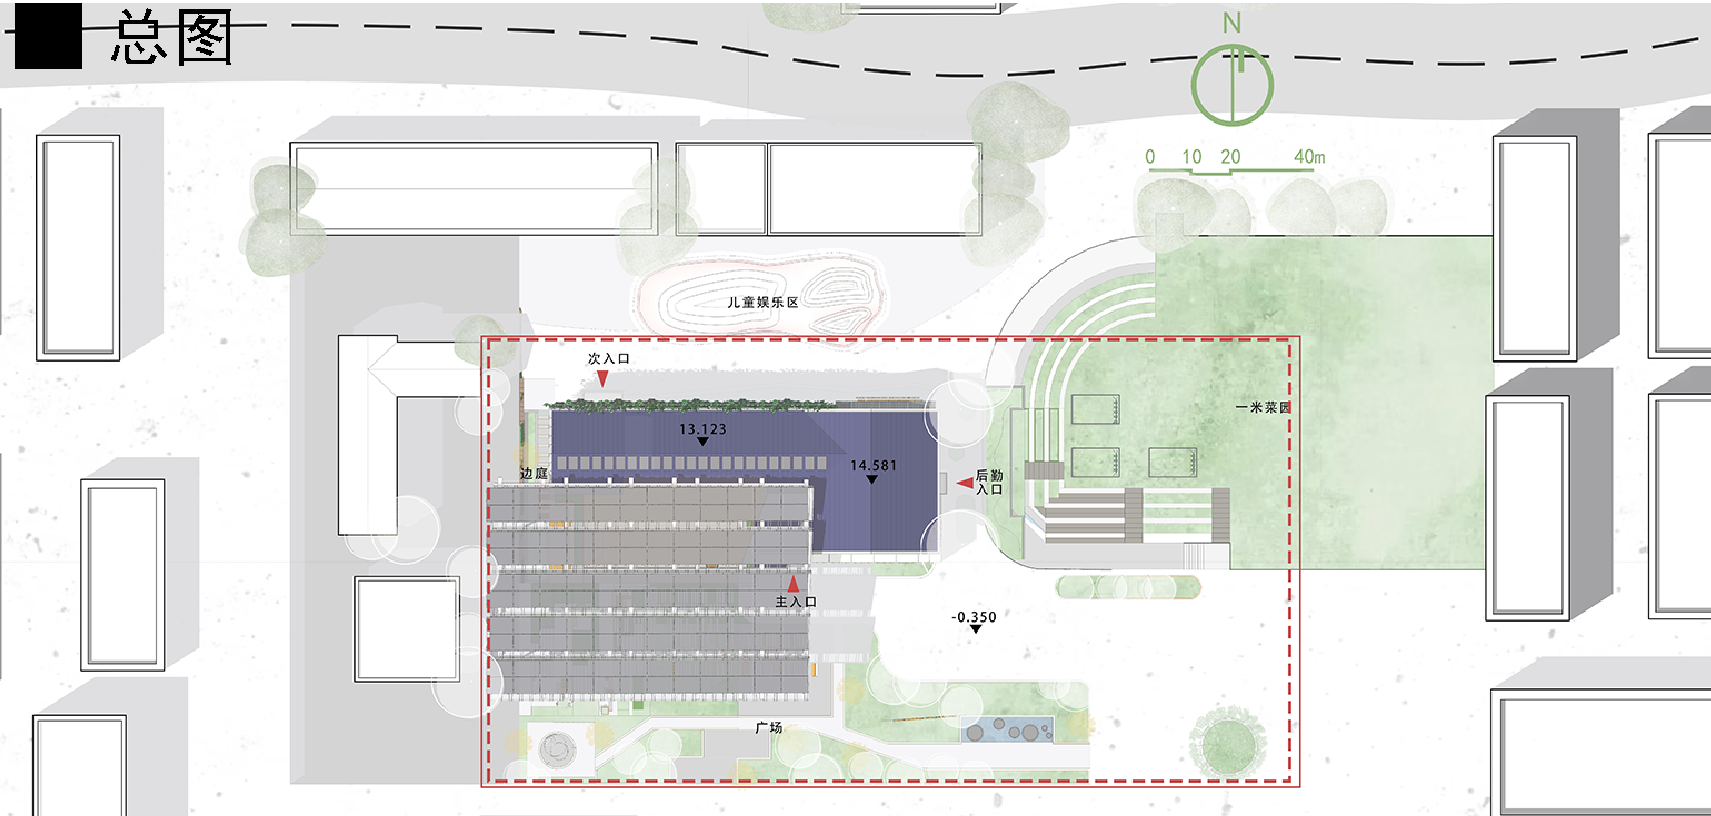 总图
N
0 10 20 40m
儿童娱乐区
次入口
一米菜园
13.123
14.581
边庭
后勤
入口
主入口
-0.350
广场